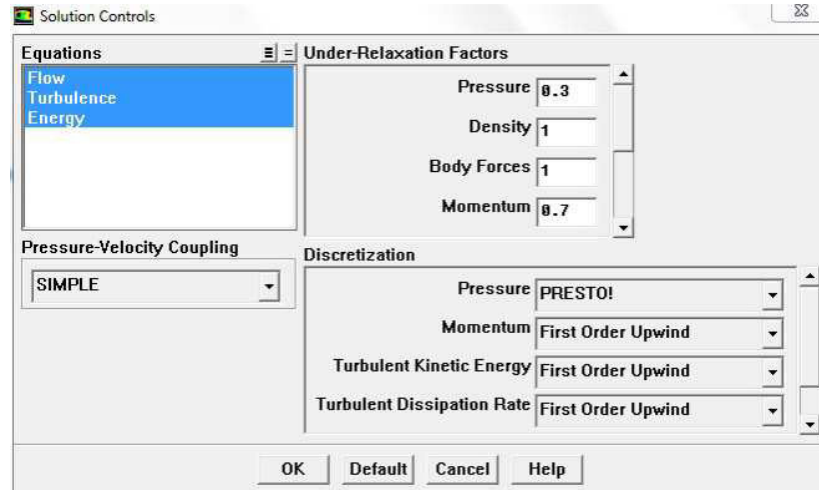 Solution Controls
Equations
Flow
Turbulence
Energy
Pressure-Velocity Coupling
SIMPLE
Under-Relaxation Factors
Pressure 0.3
Density 1
Body Forces 1
Momentum 0.7
Discretization
Pressure PRESTO!
Momentum First Order Upwind
Turbulent Kinetic Energy First Order Upwind
Turbulent Dissipation Rate First Order Upwind
OK Default Cancel Help